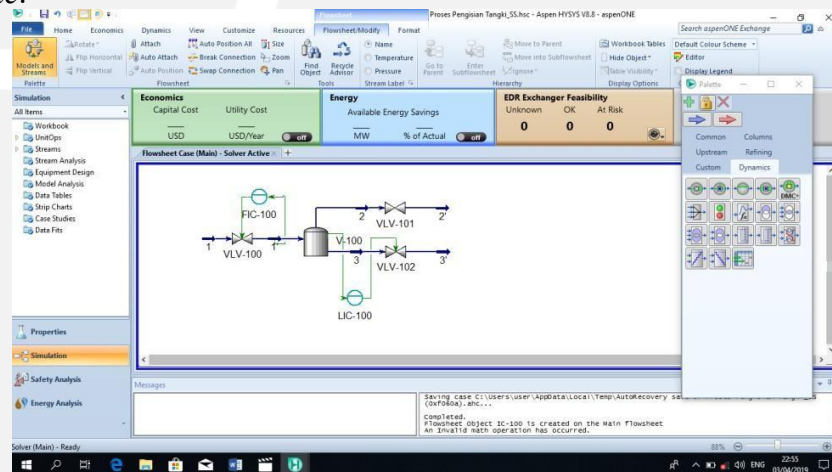 Flowsheet
Proses Pengisian Tangki_SS.hsc - Aspen HYSYS V8.8 - aspenONE
File Home Economics Dynamics View Customize Resources Flowsheet/Modify Format
Search aspenONE Exchange
Models and Streams
Rotate
Flip Horizontal
Flip Vertical
Palette
Attach
Auto Attach
Auto Position
Auto Position All
Break Connection
Swap Connection
Size
Zoom
Pan
Flowsheet
Find Object
Recycle Advisor
Tools
Name
Temperature
Pressure
Stream Label
Go to Parent
Enter Subflowsheet
Move to Parent
Move into Subflowsheet
Ignore
Hierarchy
Workbook Tables
Hide Object
Table Visibility
Display Options
Default Colour Scheme
Editor
Display Legend
Simulation
All Items
Workbook
UnitOps
Streams
Stream Analysis
Equipment Design
Model Analysis
Data Tables
Strip Charts
Case Studies
Data Fits
Properties
Simulation
Safety Analysis
Energy Analysis
Economics
Capital Cost Utility Cost
USD USD/Year off
Energy
Available Energy Savings
MW % of Actual off
EDR Exchanger Feasibility
Unknown OK At Risk
0 0 0
Flowsheet Case (Main) - Solver Active
FIC-100
1
VLV-100
1'
V-100
2
VLV-101
2'
3
VLV-102
3'
LIC-100
Palette
Common Columns
Upstream Refining
Custom Dynamics
DMC+
Messages
Completed.
Flowsheet Object IC-100 is created on the Main flowsheet
An Invalid math operation has occurred.
Solver (Main) - Ready
88%
ENG
22:55
03/04/2019